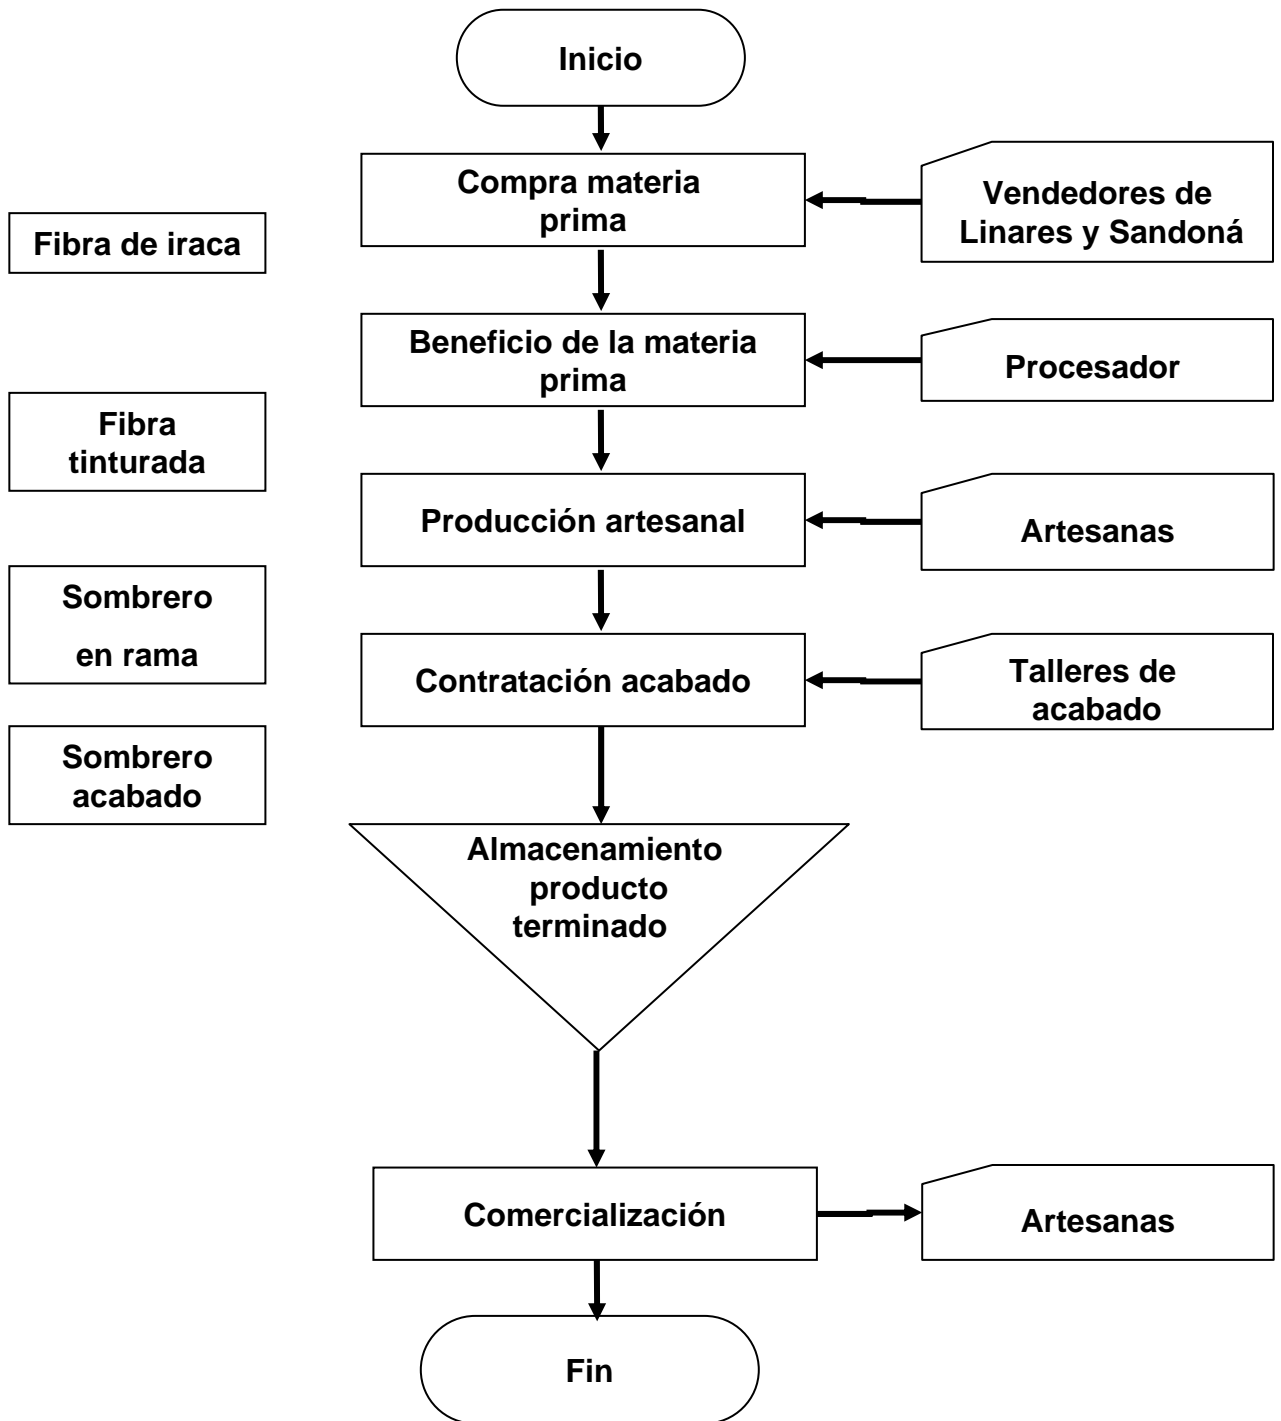 Inicio
Compra materia
prima
Vendedores de
Linares y Sandoná
Fibra de iraca
Beneficio de la materia
prima
Procesador
Fibra
tinturada
Producción artesanal
Artesanas
Sombrero
en rama
Contratación acabado
Talleres de
acabado
Sombrero
acabado
Almacenamiento
producto
terminado
Comercialización
Artesanas
Fin